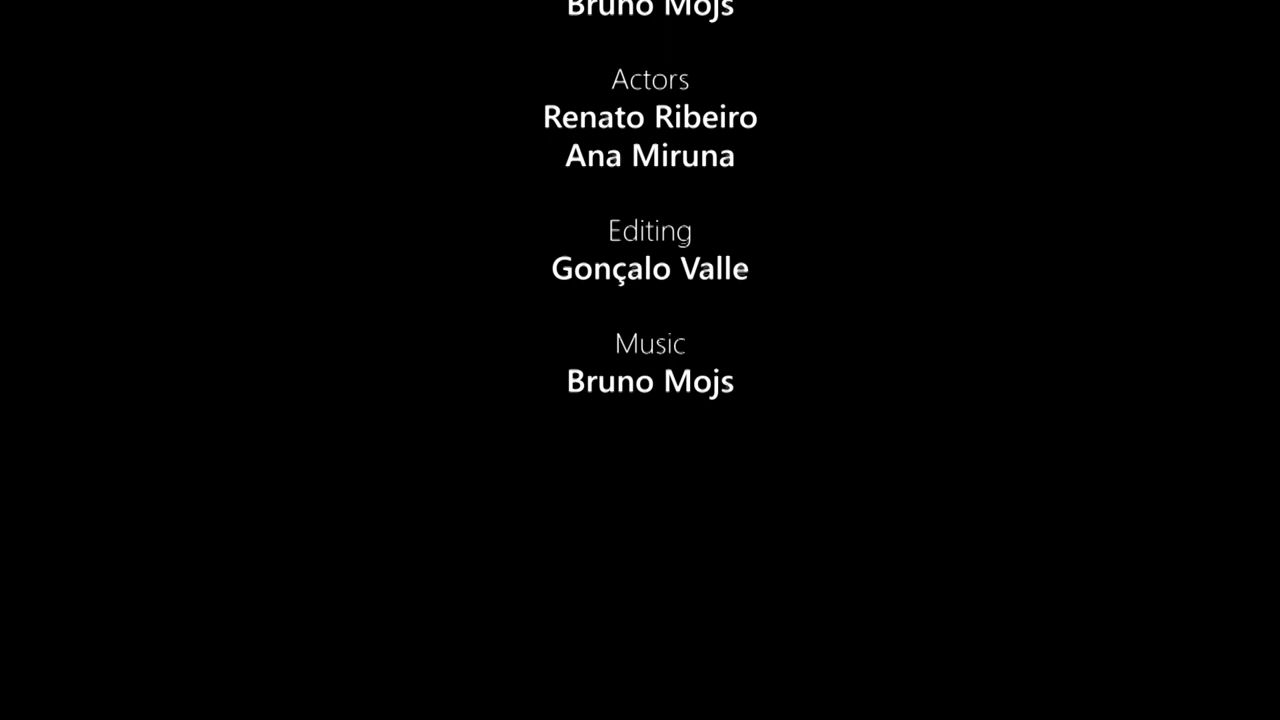 Bruno Mojs
Actors
Renato Ribeiro
Ana Miruna
Editing
Gonçalo Valle
Music
Bruno Mojs